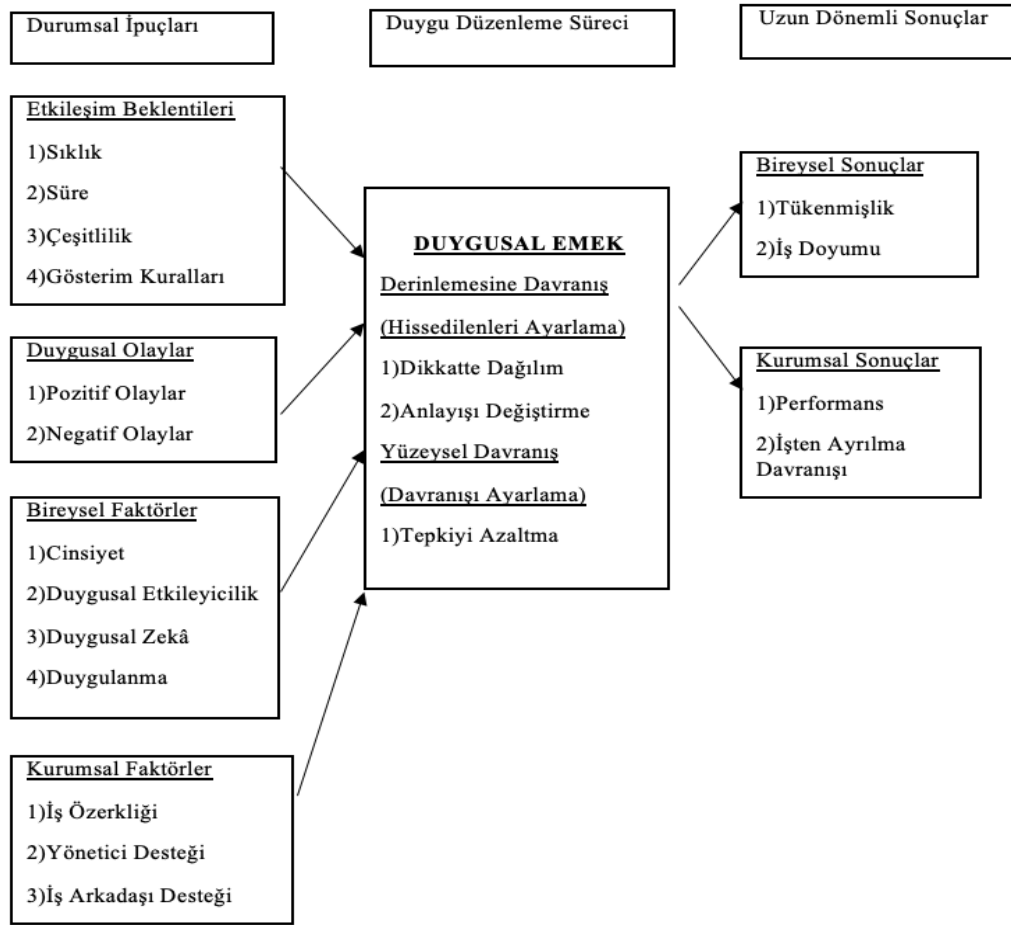 Durumsal İpuçları
Duygu Düzenleme Süreci
Uzun Dönemli Sonuçlar
Etkileşim Beklentileri
1)Sıklık
2)Süre
3)Çeşitlilik
4)Gösterim Kuralları
Duygusal Olaylar
1)Pozitif Olaylar
2)Negatif Olaylar
Bireysel Faktörler
1)Cinsiyet
2)Duygusal Etkileyicilik
3)Duygusal Zekâ
4)Duygulanma
Kurumsal Faktörler
1)İş Özerkliği
2)Yönetici Desteği
3)İş Arkadaşı Desteği
DUYGUSAL EMEK
Derinlemesine Davranış
(Hissedilenleri Ayarlama)
1)Dikkatte Dağılım
2)Anlayışı Değiştirme
Yüzeysel Davranış
(Davranışı Ayarlama)
1)Tepkiyi Azaltma
Bireysel Sonuçlar
1)Tükenmişlik
2)İş Doyumu
Kurumsal Sonuçlar
1)Performans
2)İşten Ayrılma
Davranışı